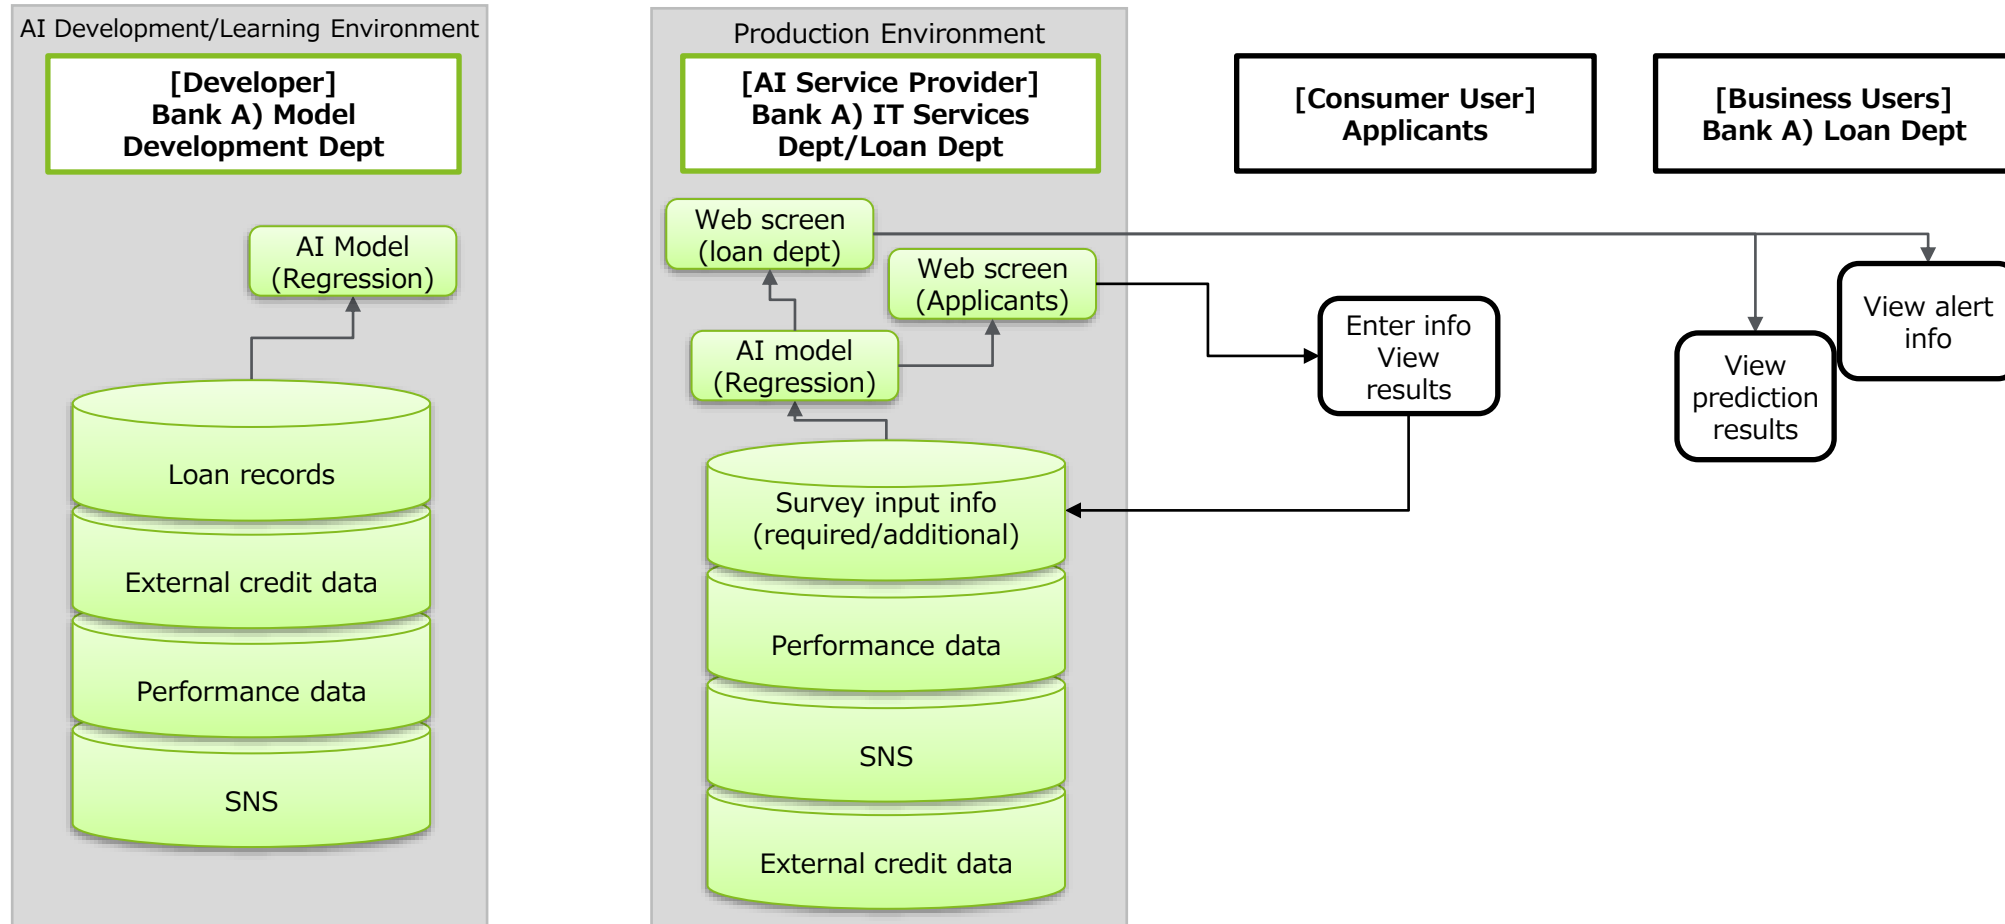 AI Development/Learning Environment
[Developer]
Bank A) Model
Development Dept
AI Model
(Regression)
Loan records
External credit data
Performance data
SNS
Production Environment
[AI Service Provider]
Bank A) IT Services
Dept/Loan Dept
Web screen
(loan dept)
Web screen
(Applicants)
AI model
(Regression)
Survey input info
(required/additional)
Performance data
SNS
External credit data
[Consumer User]
Applicants
Enter info
View
results
[Business Users]
Bank A) Loan Dept
View alert
info
View
prediction
results